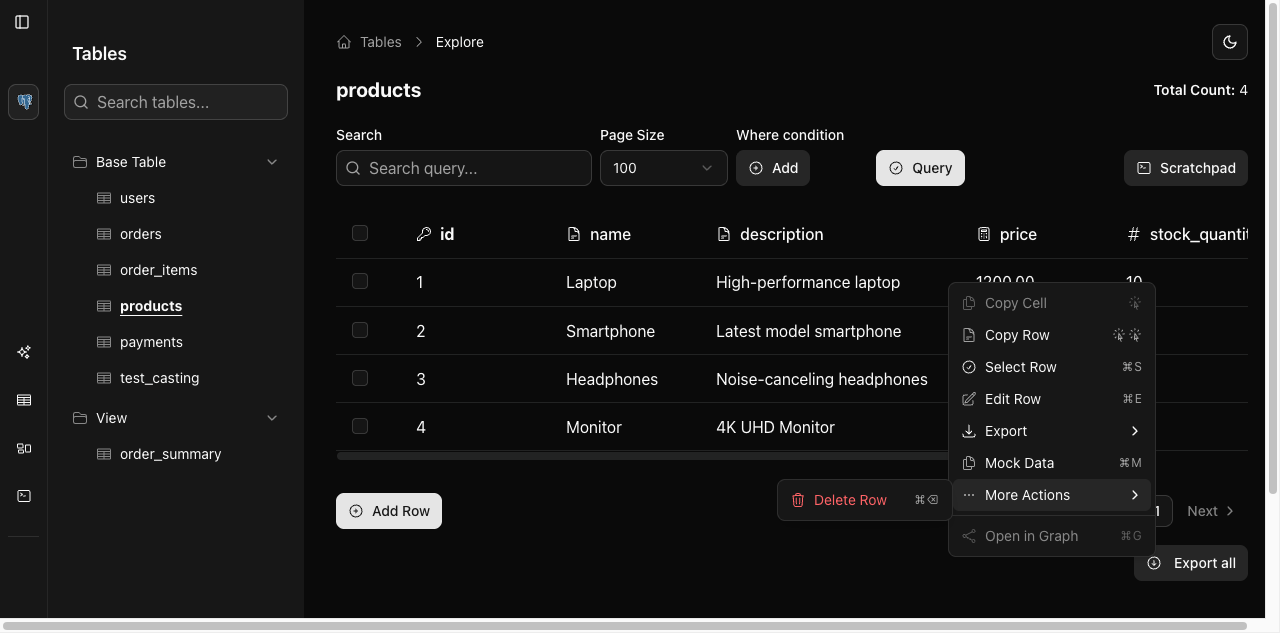 Tables
Search tables...
Base Table
users
orders
order_items
products
payments
test_casting
View
order_summary
Tables > Explore
products
Total Count: 4
Search
Page Size
Where condition
Search query...
100
Add
Query
Scratchpad
id name description price # stock_quantit
1 Laptop High-performance laptop 1200.00 10
2 Smartphone Latest model smartphone
3 Headphones Noise-canceling headphones
4 Monitor 4K UHD Monitor
Copy Cell
Copy Row
Select Row ⌘S
Edit Row ⌘E
Export
Mock Data ⌘M
More Actions
Open in Graph ⌘G
Delete Row ⌘⌫
Add Row
1 Next
Export all